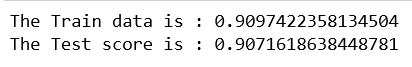 The Train data is : 0.9097422358134504
The Test score is : 0.9071618638448781